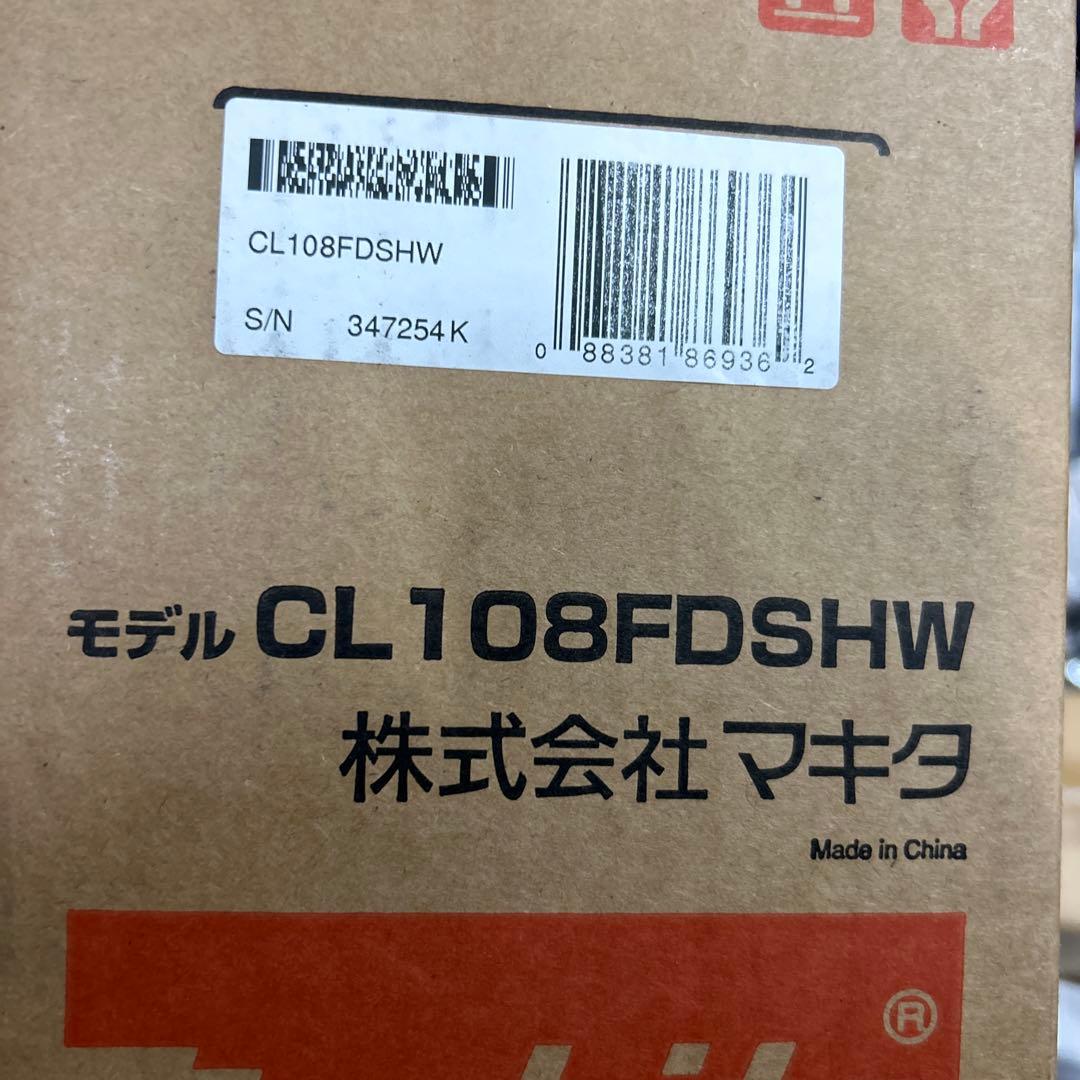 CL108FDSHW
S/N 347254K
0 88381 86936 2
モデル CL108FDSHW
株式会社マキタ
Made in China
®